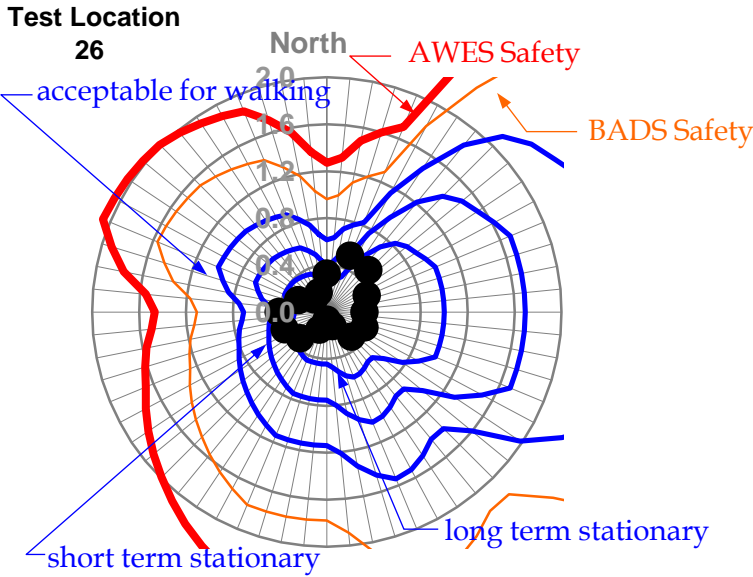 Test Location
26
North
AWES Safety
2.0
acceptable for walking
1.6
BADS Safety
1.2
0.8
0.4
0.0
long term stationary
short term stationary